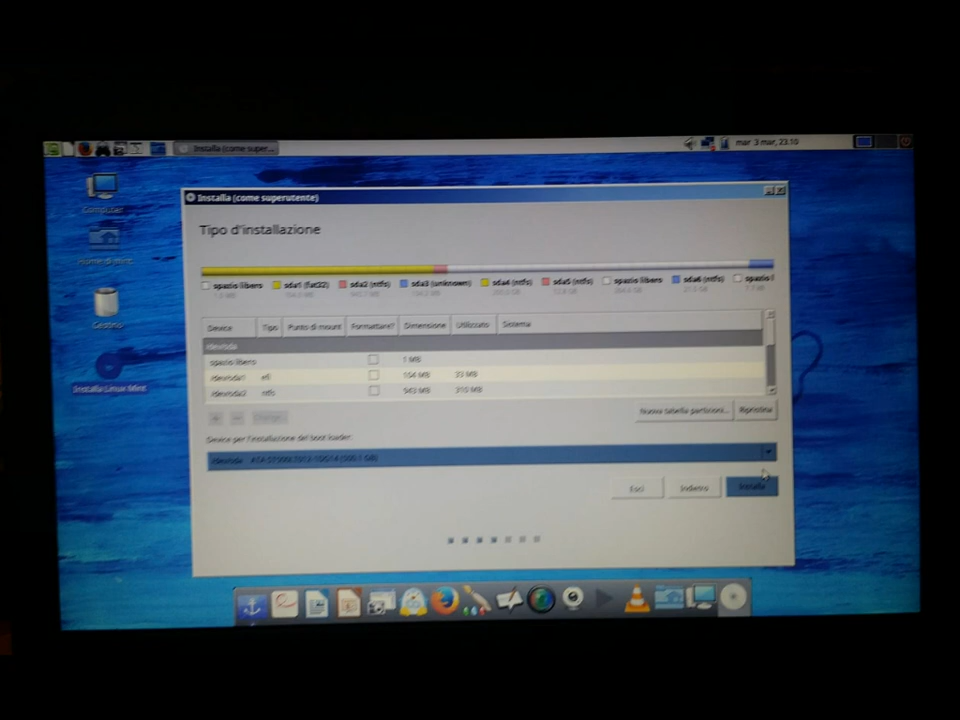 Installa (come super...
mar 3 mar, 23.10
Computer
Home di mint
Cestino
Installa Linux Mint
Installa (come superutente)
Tipo d'installazione
spazio libero sda1 (fat32) sda2 (ntfs) sda3 (unknown) sda4 (ntfs) sda5 (ntfs) spazio libero sda6 (ntfs) spazio l
Device Tipo Punto di mount Formattare? Dimensione Utilizzato Sistema
/dev/sda
spazio libero 1 MB
/dev/sda1 efi 104 MB 33 MB
/dev/sda2 ntfs 943 MB 315 MB
+ - Change...
Nuova tabella partizioni... Ripristina
Device per l'installazione del boot loader:
/dev/sda
Esci Indietro Installa